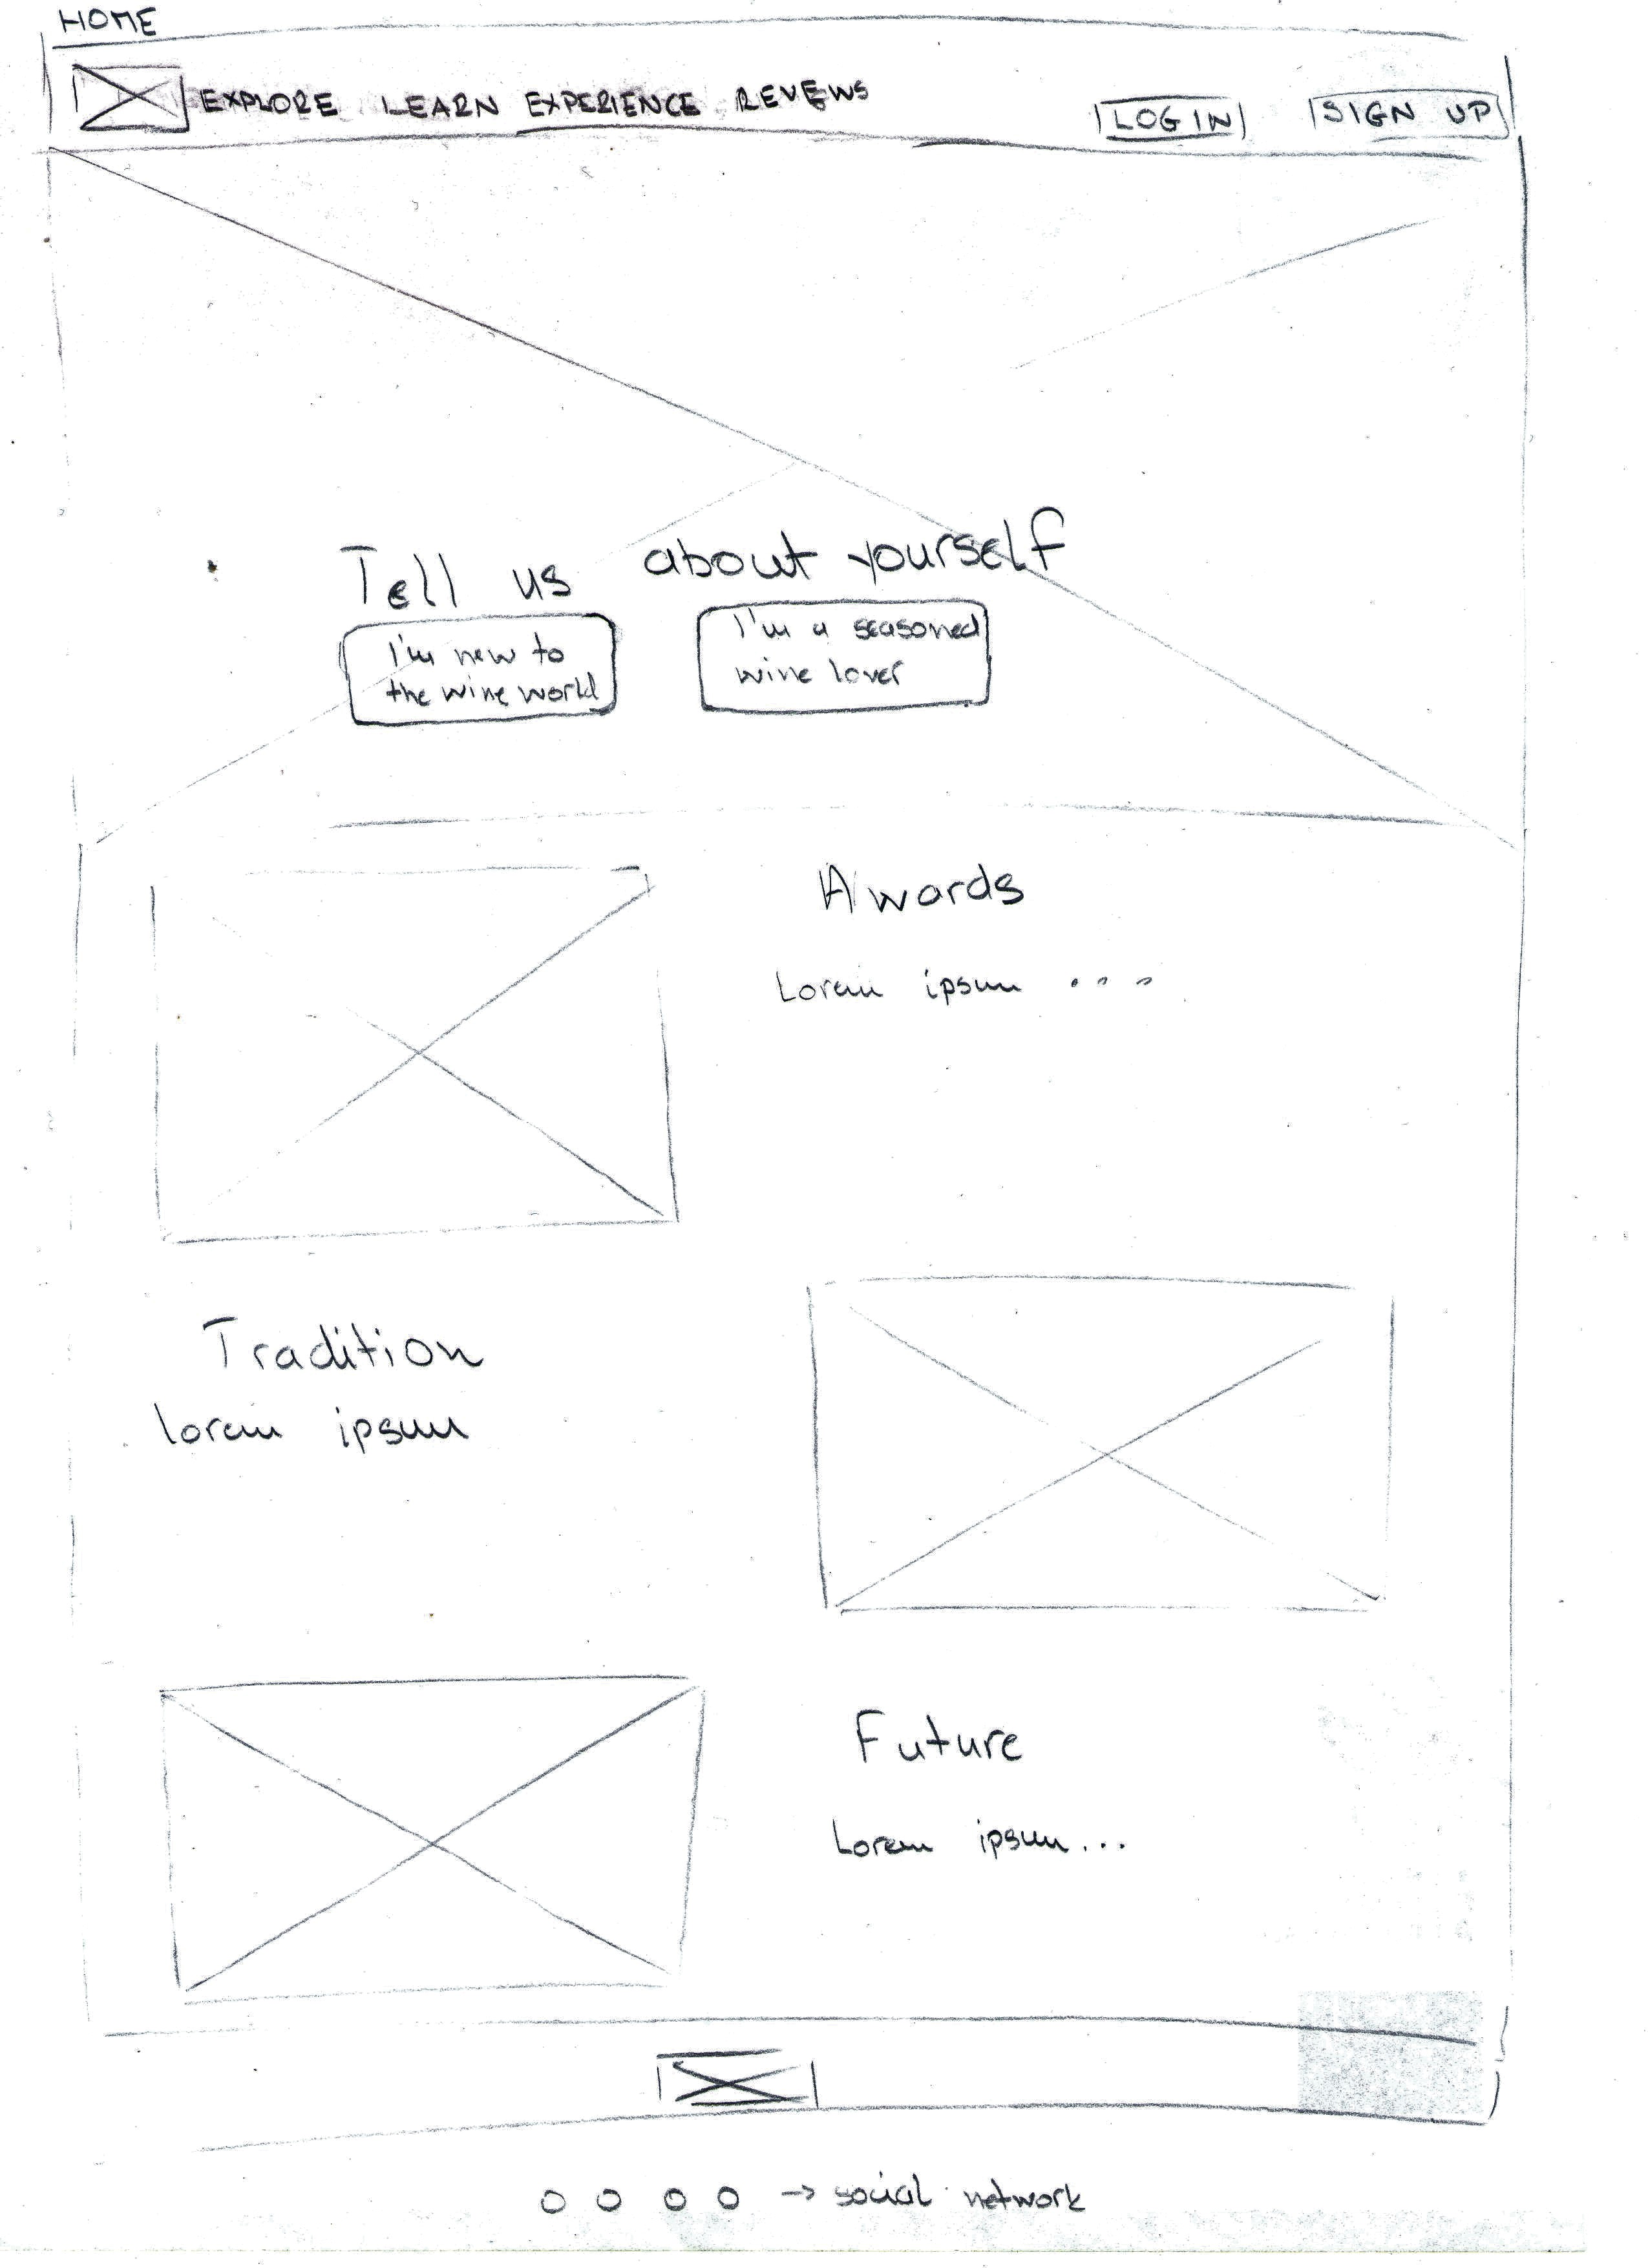 HOME
EXPLORE LEARN EXPERIENCE REVEWS LOG IN SIGN UP
Tell us about yourself
I'm new to
the wine world
I'm a seasoned
wine lover
Awards
Lorem ipsum ...
Tradition
lorem ipsum
Future
Lorem ipsum...
→ social network